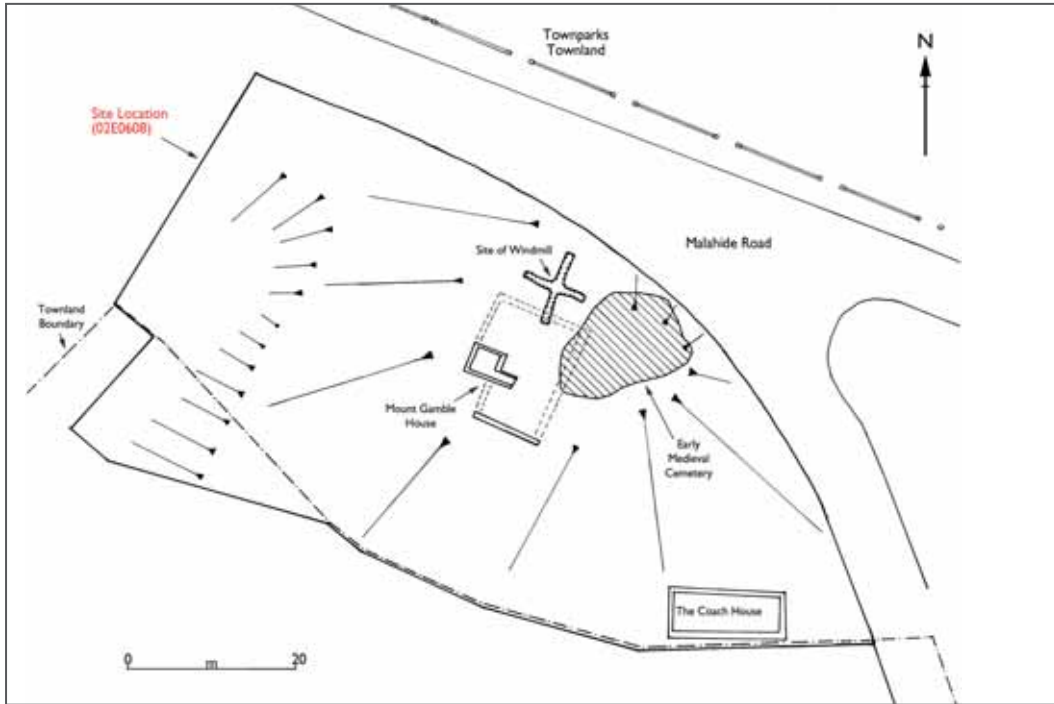 Townparks
Townland
N
Site Location
(02E0608)
Malahide Road
Site of Windmill
Townland
Boundary
Mount Gamble
House
Early
Medieval
Cemetery
The Coach House
0 m 20